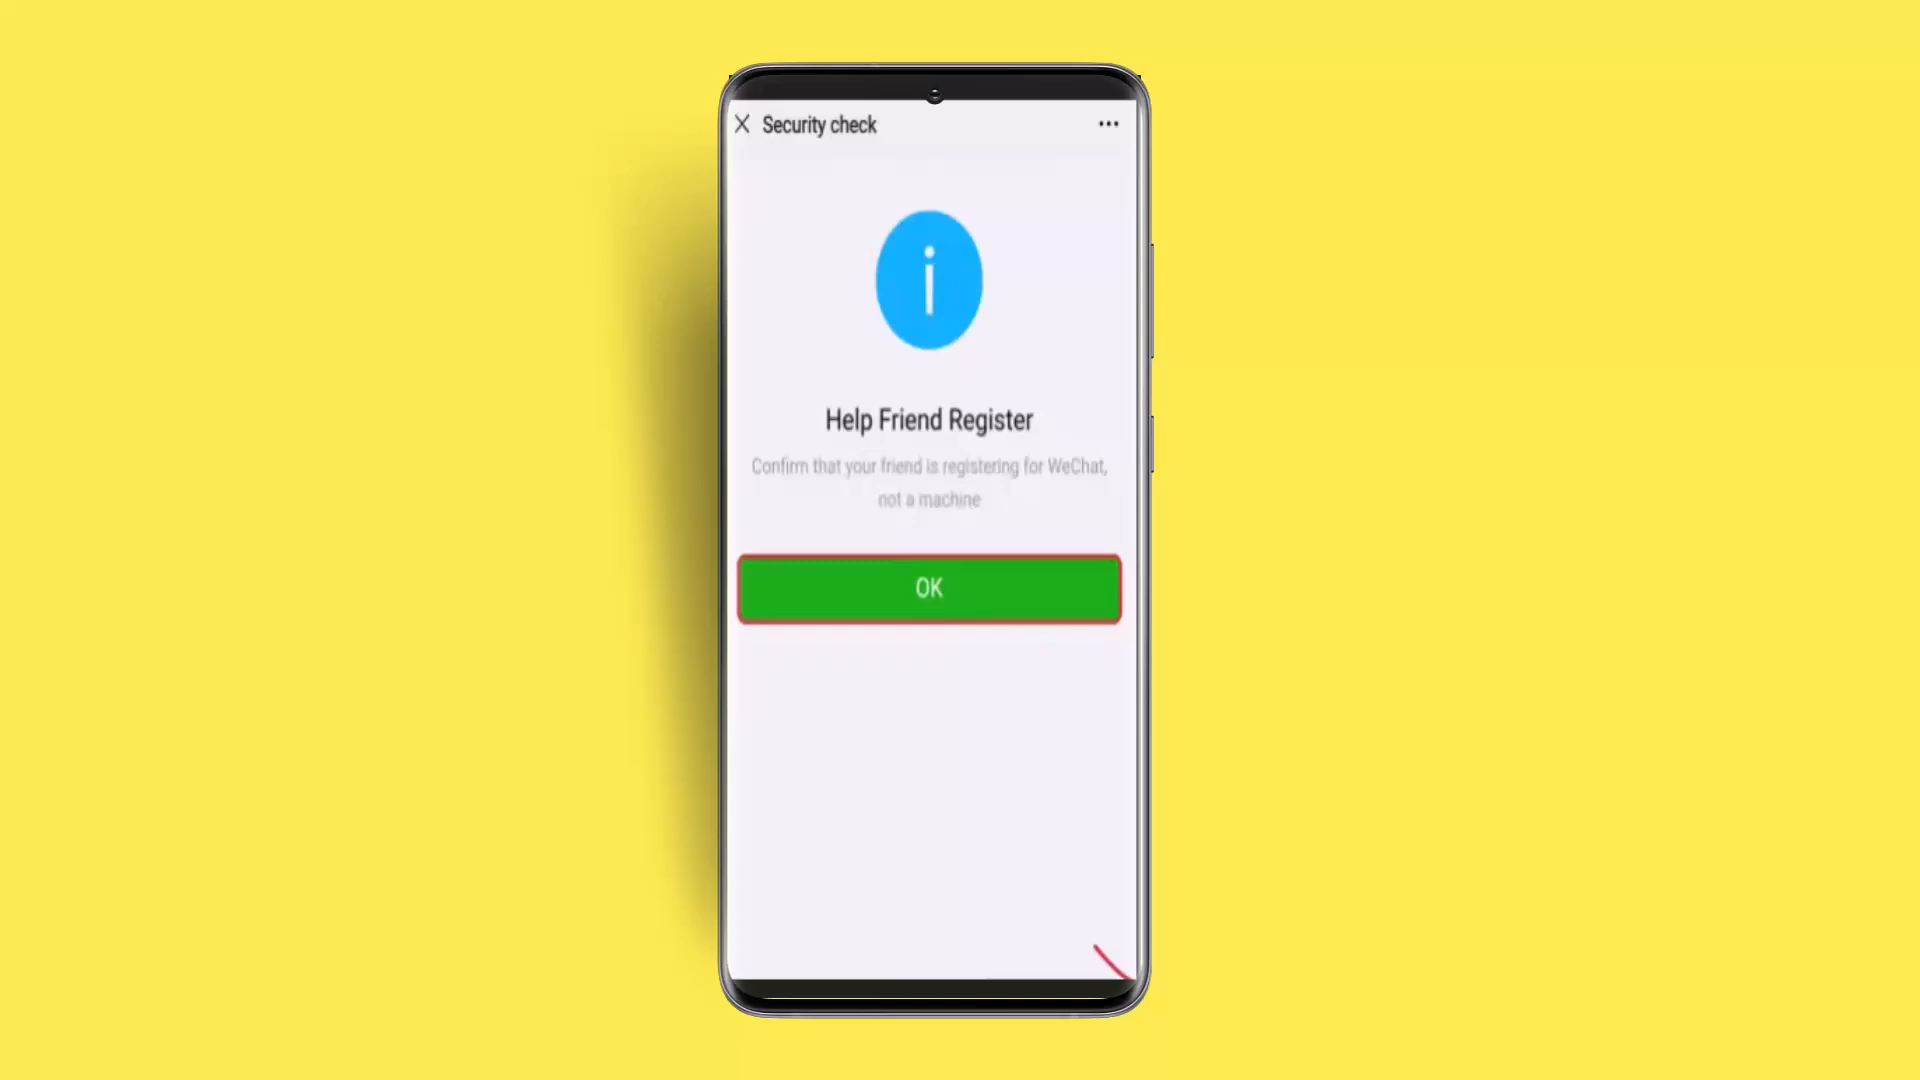 Security check
Help Friend Register
Confirm that your friend is registering for WeChat,
not a machine
OK